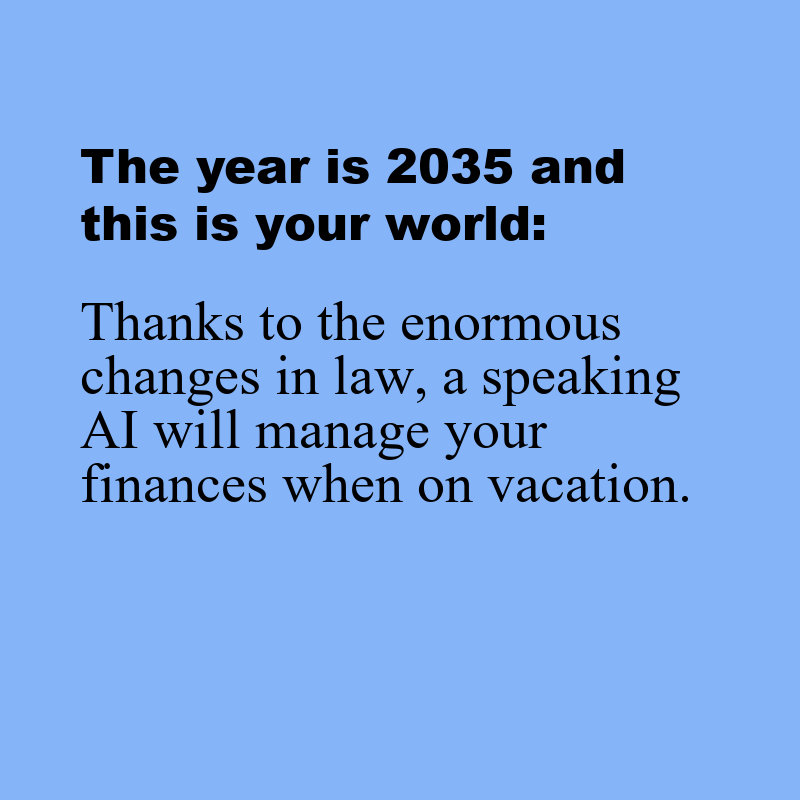 The year is 2035 and
this is your world:
Thanks to the enormous
changes in law, a speaking
AI will manage your
finances when on vacation.